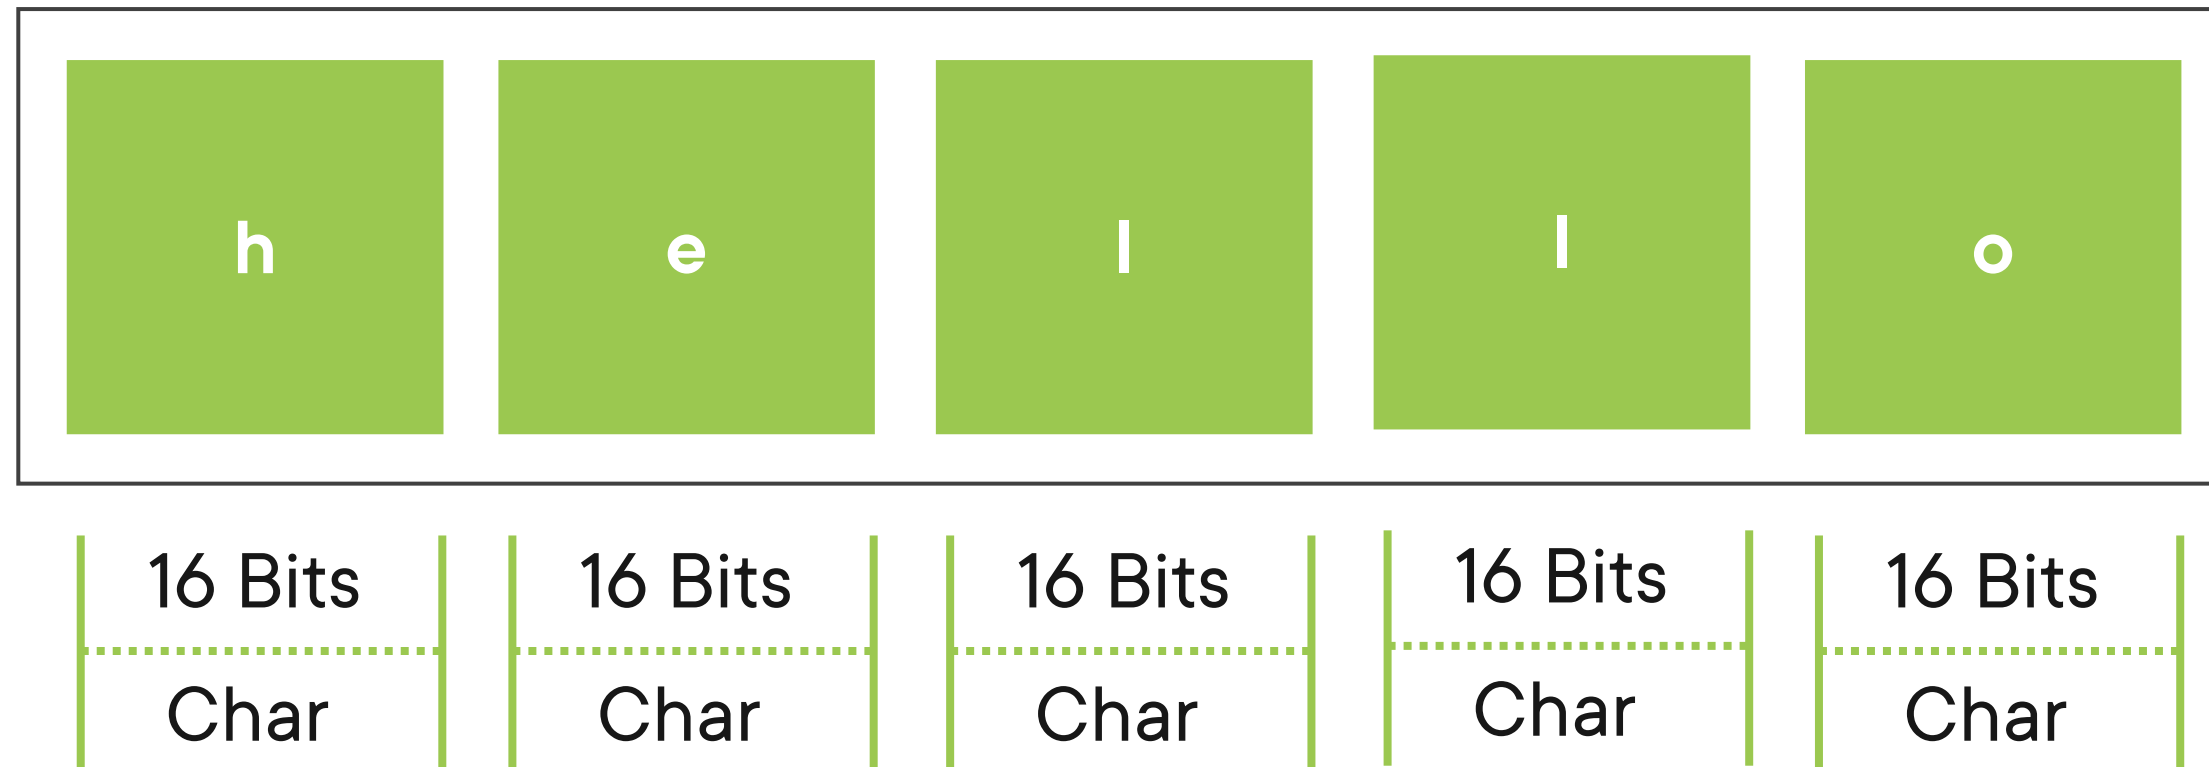 h e l l o
16 Bits 16 Bits 16 Bits 16 Bits 16 Bits
Char Char Char Char Char